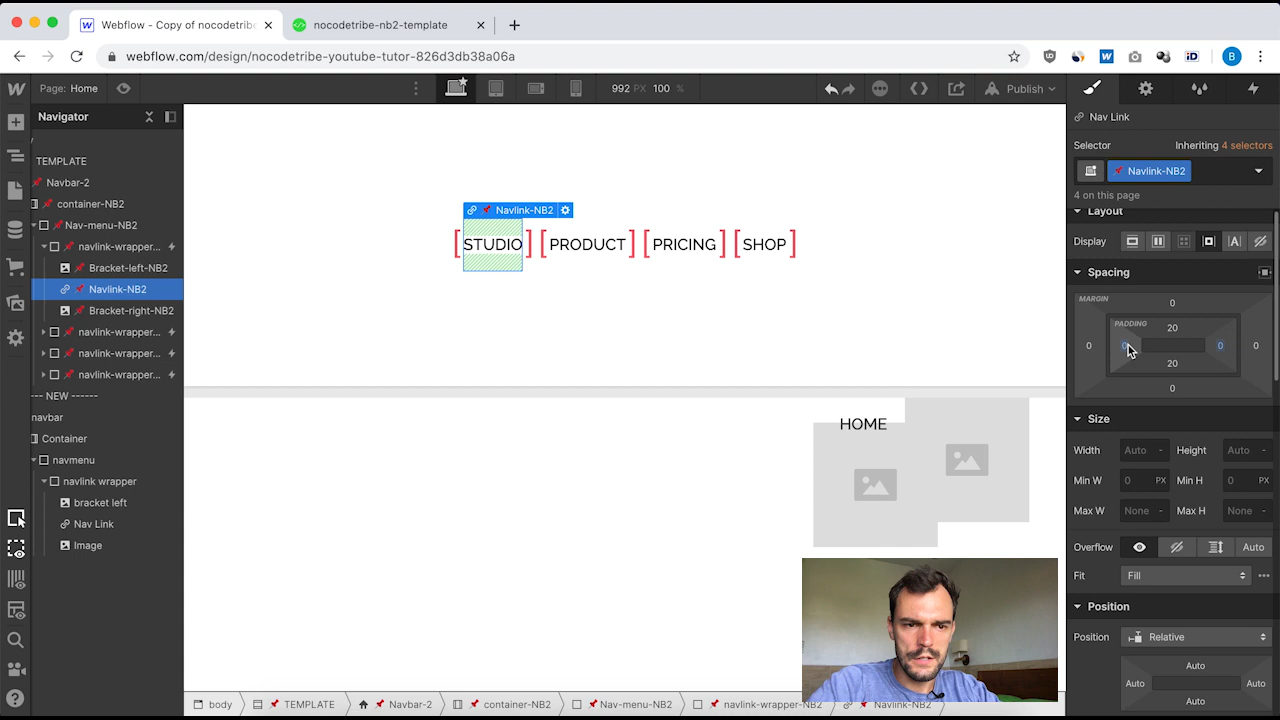 Webflow - Copy of nocodetribe-
nocodetribe-nb2-template
webflow.com/design/nocodetribe-youtube-tutor-826d3db38a06a
B
Page: Home
992 PX 100 %
Publish
Navigator
TEMPLATE
Navbar-2
container-NB2
Nav-menu-NB2
navlink-wrapper...
Bracket-left-NB2
Navlink-NB2
Bracket-right-NB2
navlink-wrapper...
navlink-wrapper...
navlink-wrapper...
--- NEW ------
navbar
Container
navmenu
navlink wrapper
bracket left
Nav Link
Image
Navlink-NB2
[STUDIO] [PRODUCT] [PRICING] [SHOP]
HOME
Nav Link
Selector
Inheriting 4 selectors
Navlink-NB2
4 on this page
Layout
Display
Spacing
MARGIN
0
PADDING
20
0 0 0 0
20
0
Size
Width Auto - Height Auto -
Min W 0 PX Min H 0 PX
Max W None - Max H None -
Overflow Auto
Fit Fill
Position
Position Relative
Auto
Auto Auto
Auto
body TEMPLATE Navbar-2 container-NB2 Nav-menu-NB2 navlink-wrapper-NB2 Navlink-NB2